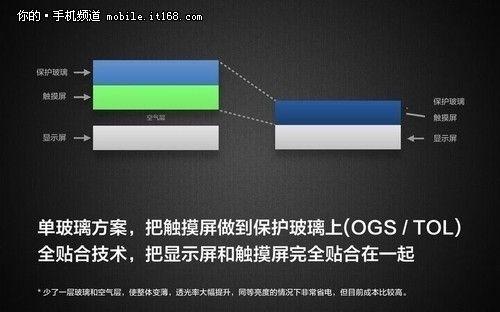 你的·手机频道 mobile.it168.com
保护玻璃
触摸屏
空气层
显示屏
保护玻璃
触摸屏
显示屏
单玻璃方案，把触摸屏做到保护玻璃上(OGS / TOL)
全贴合技术，把显示屏和触摸屏完全贴合在一起
* 少了一层玻璃和空气层，使整体变薄，透光率大幅提升，同等亮度的情况下非常省电，但目前成本比较高。